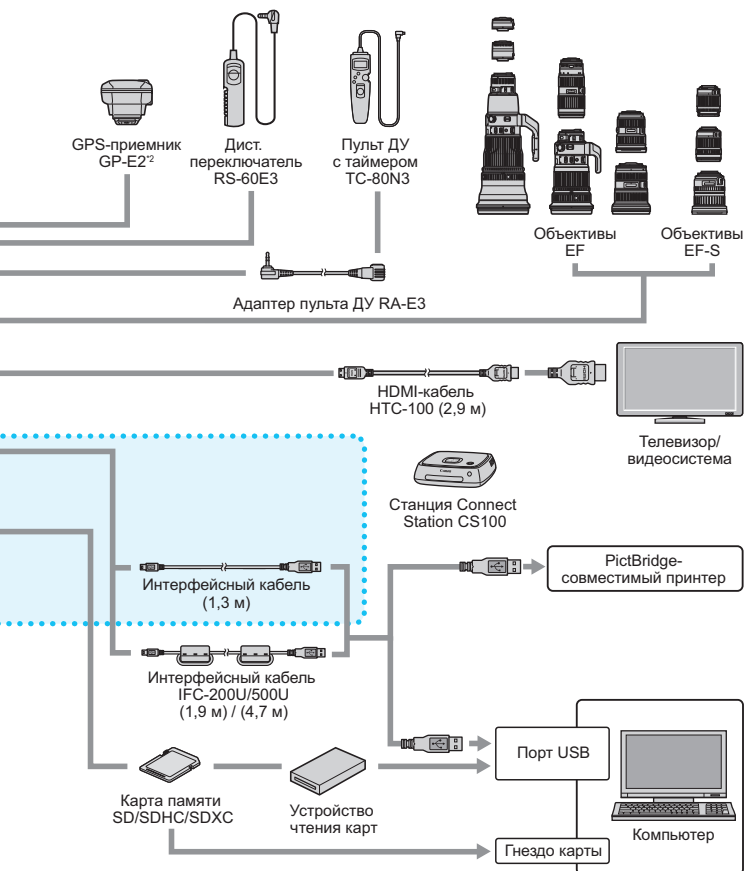 GPS-приемник
GP-E2*2
Дист.
переключатель
RS-60E3
Пульт ДУ
с таймером
TC-80N3
Объективы
EF
Объективы
EF-S
Адаптер пульта ДУ RA-E3
HDMI-кабель
HTC-100 (2,9 м)
Телевизор/
видеосистема
Станция Connect
Station CS100
Интерфейсный кабель
(1,3 м)
PictBridge-
совместимый принтер
Интерфейсный кабель
IFC-200U/500U
(1,9 м) / (4,7 м)
Порт USB
Карта памяти
SD/SDHC/SDXC
Устройство
чтения карт
Компьютер
Гнездо карты